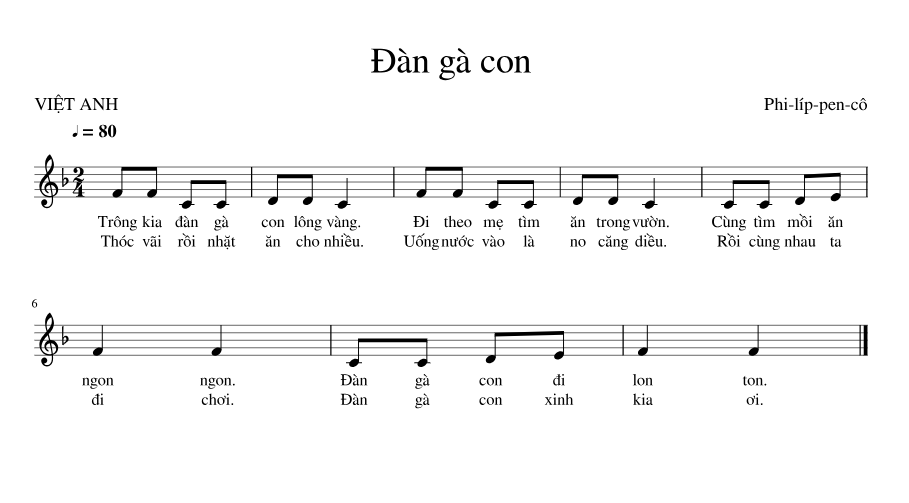 Đàn gà con
VIỆT ANH
Phi-líp-pen-cô
♩ = 80
2
4
Trông kia đàn gà con lông vàng. Đi theo mẹ tìm ăn trong vườn. Cùng tìm mồi ăn
Thóc vãi rồi nhặt ăn cho nhiều. Uống nước vào là no căng diều. Rồi cùng nhau ta
6
ngon ngon. Đàn gà con đi lon ton.
đi chơi. Đàn gà con xinh kia ơi.